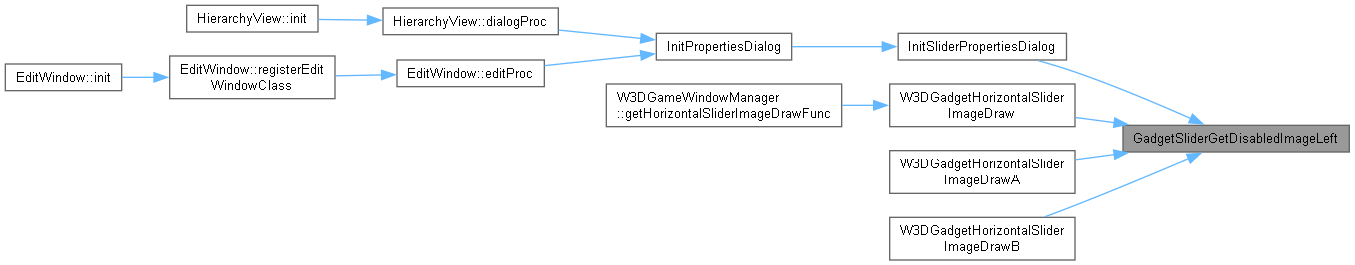 HierarchyView::init
HierarchyView::dialogProc
InitPropertiesDialog
InitSliderPropertiesDialog
EditWindow::init
EditWindow::registerEdit
WindowClass
EditWindow::editProc
W3DGameWindowManager
::getHorizontalSliderImageDrawFunc
W3DGadgetHorizontalSlider
ImageDraw
GadgetSliderGetDisabledImageLeft
W3DGadgetHorizontalSlider
ImageDrawA
W3DGadgetHorizontalSlider
ImageDrawB